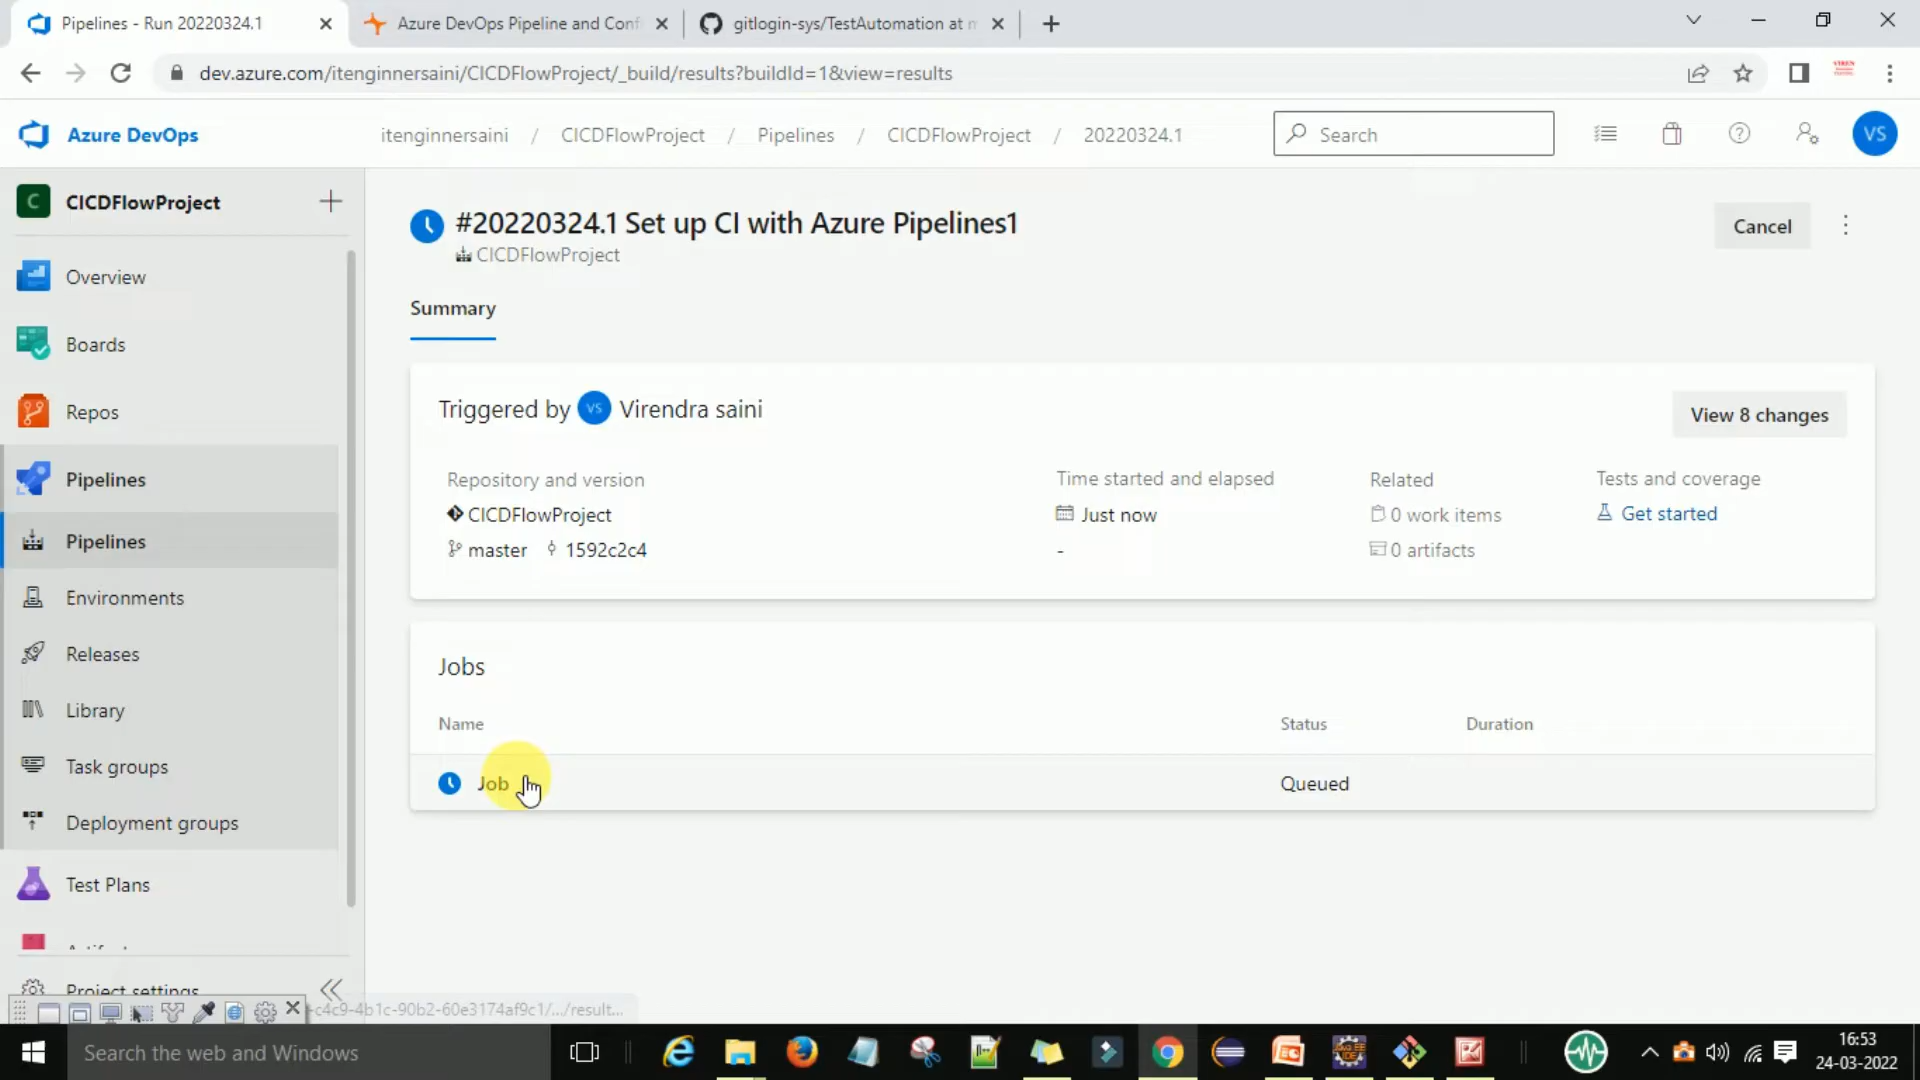 Pipelines - Run 20220324.1
Azure DevOps Pipeline and Conf
gitlogin-sys/TestAutomation at m
dev.azure.com/itenginnersaini/CICDFlowProject/_build/results?buildId=1&view=results
Azure DevOps
itenginnersaini / CICDFlowProject / Pipelines / CICDFlowProject / 20220324.1
Search
VS
C CICDFlowProject
#20220324.1 Set up CI with Azure Pipelines1
Cancel
CICDFlowProject
Overview
Summary
Boards
Triggered by VS Virendra saini
View 8 changes
Repos
Pipelines
Repository and version
Time started and elapsed
Related
Tests and coverage
CICDFlowProject
Just now
0 work items
Get started
Pipelines
master 1592c2c4
-
0 artifacts
Environments
Releases
Jobs
Library
Name
Status
Duration
Task groups
Job
Queued
Deployment groups
Test Plans
Project settings
c4c9-4b1c-90b2-60e3174af9c1/.../result...
Search the web and Windows
16:53
24-03-2022